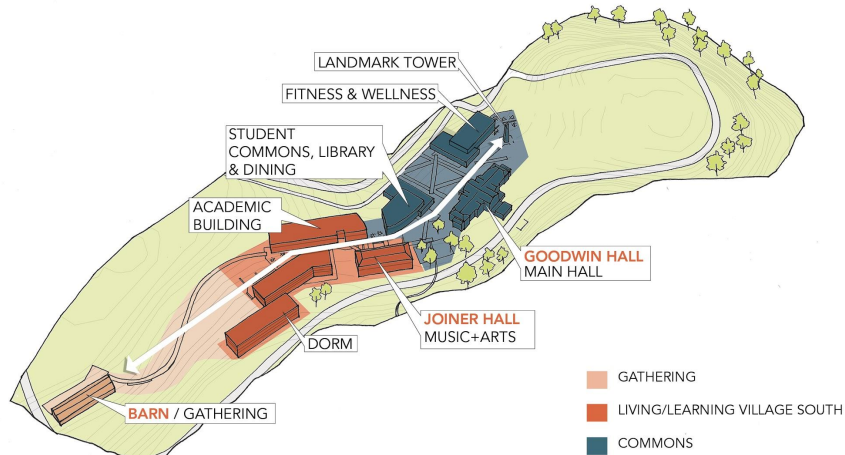 LANDMARK TOWER
FITNESS & WELLNESS
STUDENT
COMMONS, LIBRARY
& DINING
ACADEMIC
BUILDING
GOODWIN HALL
MAIN HALL
JOINER HALL
MUSIC+ARTS
DORM
BARN / GATHERING
GATHERING
LIVING/LEARNING VILLAGE SOUTH
COMMONS